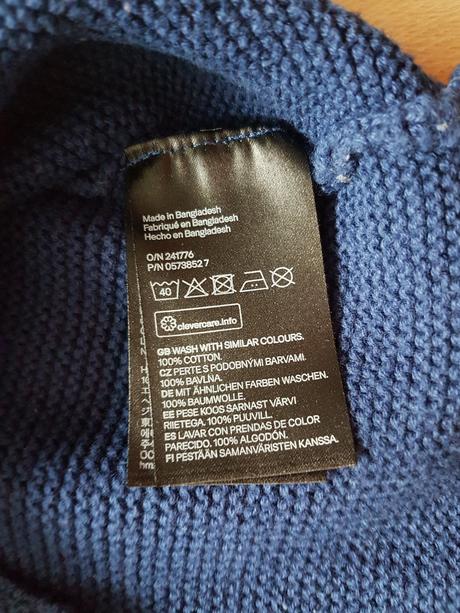 Made in Bangladesh
Fabriqué en Bangladesh
Hecho en Bangladesh
O/N 241776
P/N 0573852 7
40
clevercare.info
GB WASH WITH SIMILAR COLOURS.
100% COTTON.
CZ PERTE S PODOBNÝMI BARVAMI.
100% BAVLNA.
DE MIT ÄHNLICHEN FARBEN WASCHEN.
100% BAUMWOLLE.
EE PESE KOOS SARNAST VÄRVI
RIIETEGA. 100% PUUVILL.
ES LAVAR CON PRENDAS DE COLOR
PARECIDO. 100% ALGODÓN.
FI PESTÄÄN SAMANVÄRISTEN KANSSA.